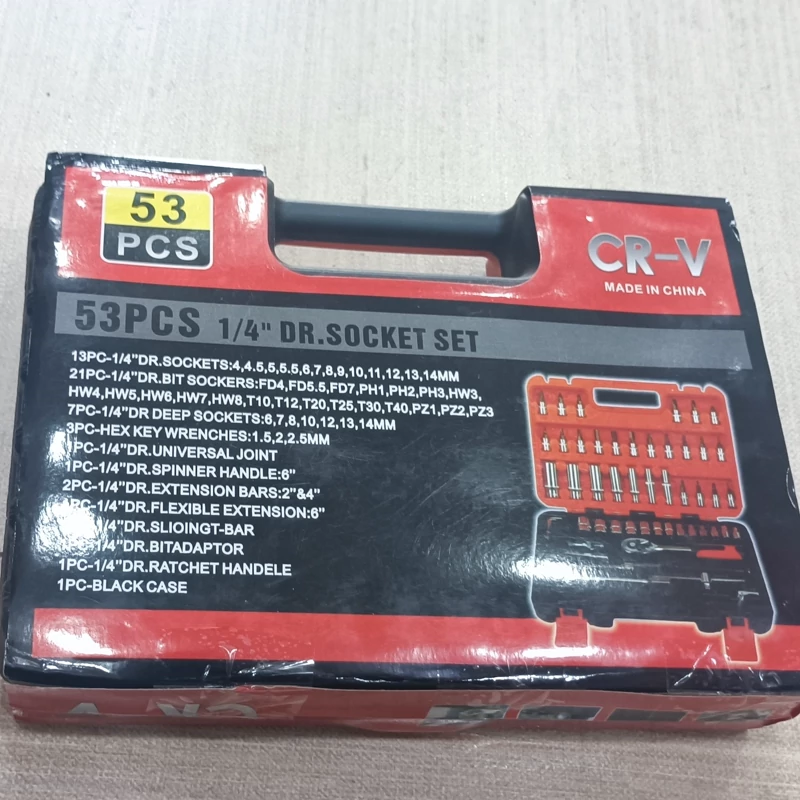 53
PCS
CR-V
MADE IN CHINA
53PCS 1/4" DR.SOCKET SET
13PC-1/4"DR.SOCKETS:4,4.5,5,5.5,6,7,8,9,10,11,12,13,14MM
21PC-1/4"DR.BIT SOCKERS:FD4,FD5.5,FD7,PH1,PH2,PH3,HW3,
HW4,HW5,HW6,HW7,HW8,T10,T12,T20,T25,T30,T40,PZ1,PZ2,PZ3
7PC-1/4"DR DEEP SOCKETS:6,7,8,10,12,13,14MM
3PC-HEX KEY WRENCHES:1.5,2,2.5MM
1PC-1/4"DR.UNIVERSAL JOINT
1PC-1/4"DR.SPINNER HANDLE:6"
2PC-1/4"DR.EXTENSION BARS:2"&4"
1PC-1/4"DR.FLEXIBLE EXTENSION:6"
1/4"DR.SLIOINGT-BAR
1/4"DR.BITADAPTOR
1PC-1/4"DR.RATCHET HANDELE
1PC-BLACK CASE